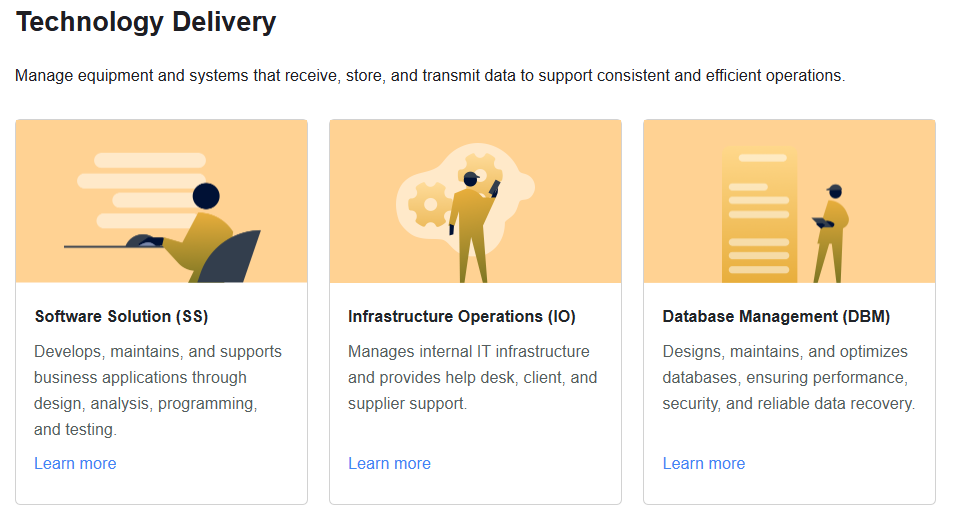 Technology Delivery
Manage equipment and systems that receive, store, and transmit data to support consistent and efficient operations.
Software Solution (SS)
Develops, maintains, and supports
business applications through
design, analysis, programming,
and testing.
Learn more
Infrastructure Operations (IO)
Manages internal IT infrastructure
and provides help desk, client, and
supplier support.
Learn more
Database Management (DBM)
Designs, maintains, and optimizes
databases, ensuring performance,
security, and reliable data recovery.
Learn more